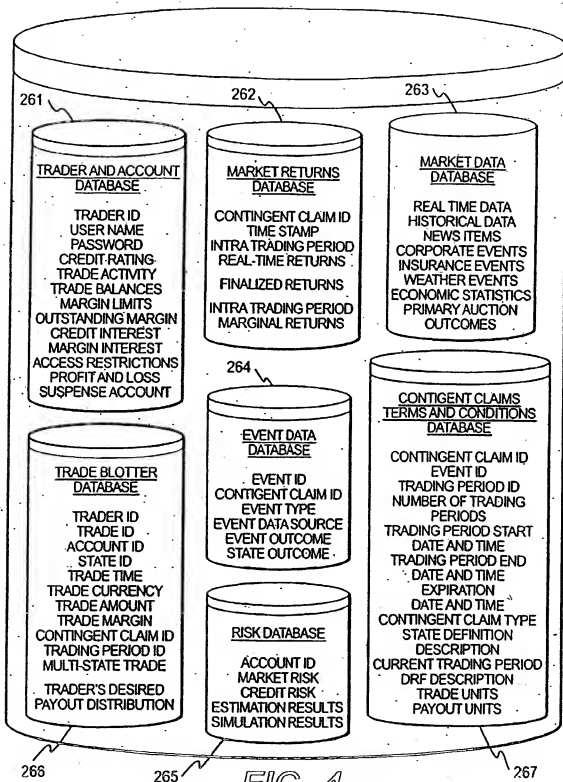 261
262
263
TRADER AND ACCOUNT
DATABASE
TRADER ID
USER NAME
PASSWORD
CREDIT RATING
TRADE ACTIVITY
TRADE BALANCES
MARGIN LIMITS
OUTSTANDING MARGIN
CREDIT INTEREST
MARGIN INTEREST
ACCESS RESTRICTIONS
PROFIT AND LOSS
SUSPENSE ACCOUNT
MARKET RETURNS
DATABASE
CONTINGENT CLAIM ID
TIME STAMP
INTRA TRADING PERIOD
REAL-TIME RETURNS
FINALIZED RETURNS
INTRA TRADING PERIOD
MARGINAL RETURNS
MARKET DATA
DATABASE
REAL TIME DATA
HISTORICAL DATA
NEWS ITEMS
CORPORATE EVENTS
INSURANCE EVENTS
WEATHER EVENTS
ECONOMIC STATISTICS
PRIMARY AUCTION
OUTCOMES
264
TRADE BLOTTER
DATABASE
TRADER ID
TRADE ID
ACCOUNT ID
STATE ID
TRADE TIME
TRADE CURRENCY
TRADE AMOUNT
TRADE MARGIN
CONTINGENT CLAIM ID
TRADING PERIOD ID
MULTI-STATE TRADE
TRADER'S DESIRED
PAYOUT DISTRIBUTION
EVENT DATA
DATABASE
EVENT ID
CONTIGENT CLAIM ID
EVENT TYPE
EVENT DATA SOURCE
EVENT OUTCOME
STATE OUTCOME
RISK DATABASE
ACCOUNT ID
MARKET RISK
CREDIT RISK
ESTIMATION RESULTS
SIMULATION RESULTS
CONTIGENT CLAIMS
TERMS AND CONDITIONS
DATABASE
CONTINGENT CLAIM ID
EVENT ID
TRADING PERIOD ID
NUMBER OF TRADING
PERIODS
TRADING PERIOD START
DATE AND TIME
TRADING PERIOD END
DATE AND TIME
EXPIRATION
DATE AND TIME
CONTINGENT CLAIM TYPE
STATE DEFINITION
DESCRIPTION
CURRENT TRADING PERIOD
DRF DESCRIPTION
TRADE UNITS
PAYOUT UNITS
266
265
FIG. 4
267